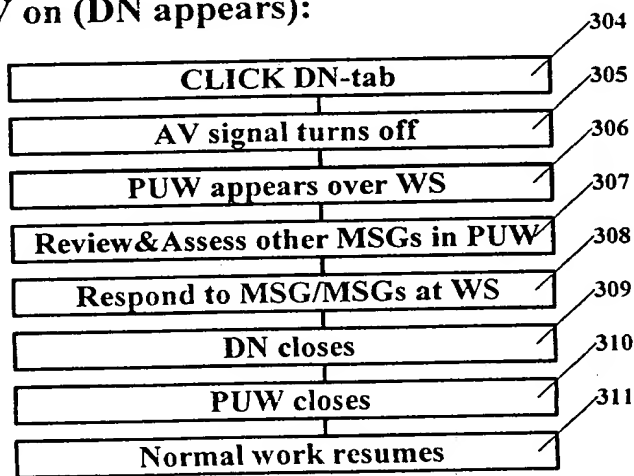 on (DN appears):
304
CLICK DN-tab
305
AV signal turns off
306
PUW appears over WS
307
Review&Assess other MSGs in PUW
308
Respond to MSG/MSGs at WS
309
DN closes
310
PUW closes
311
Normal work resumes